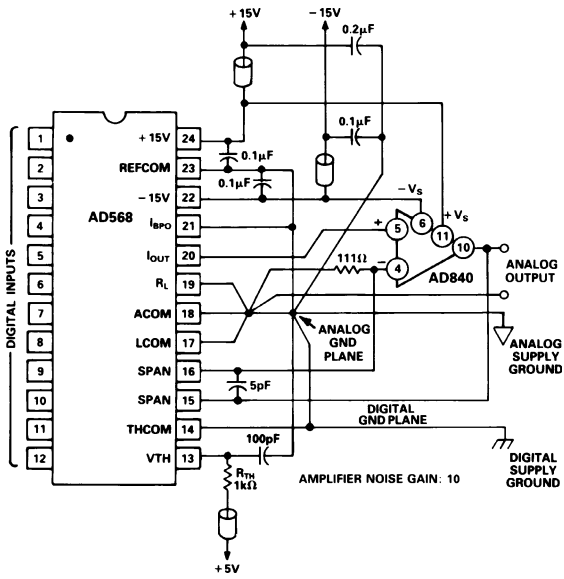 +15V
−15V
0.2µF
0.1µF
DIGITAL INPUTS
1
2
3
4
5
6
7
8
9
10
11
12
AD568
+15V 24
REFCOM 23
−15V 22
iBPO 21
IOUT 20
RL 19
ACOM 18
LCOM 17
SPAN 16
SPAN 15
THCOM 14
VTH 13
0.1µF
0.1µF
−VS
+VS
+ 5
6
11
10
− 4
111Ω
AD840
ANALOG
OUTPUT
ANALOG
GND
PLANE
ANALOG
SUPPLY
GROUND
5pF
DIGITAL
GND PLANE
100pF
RTH
1kΩ
AMPLIFIER NOISE GAIN: 10
DIGITAL
SUPPLY
GROUND
+5V